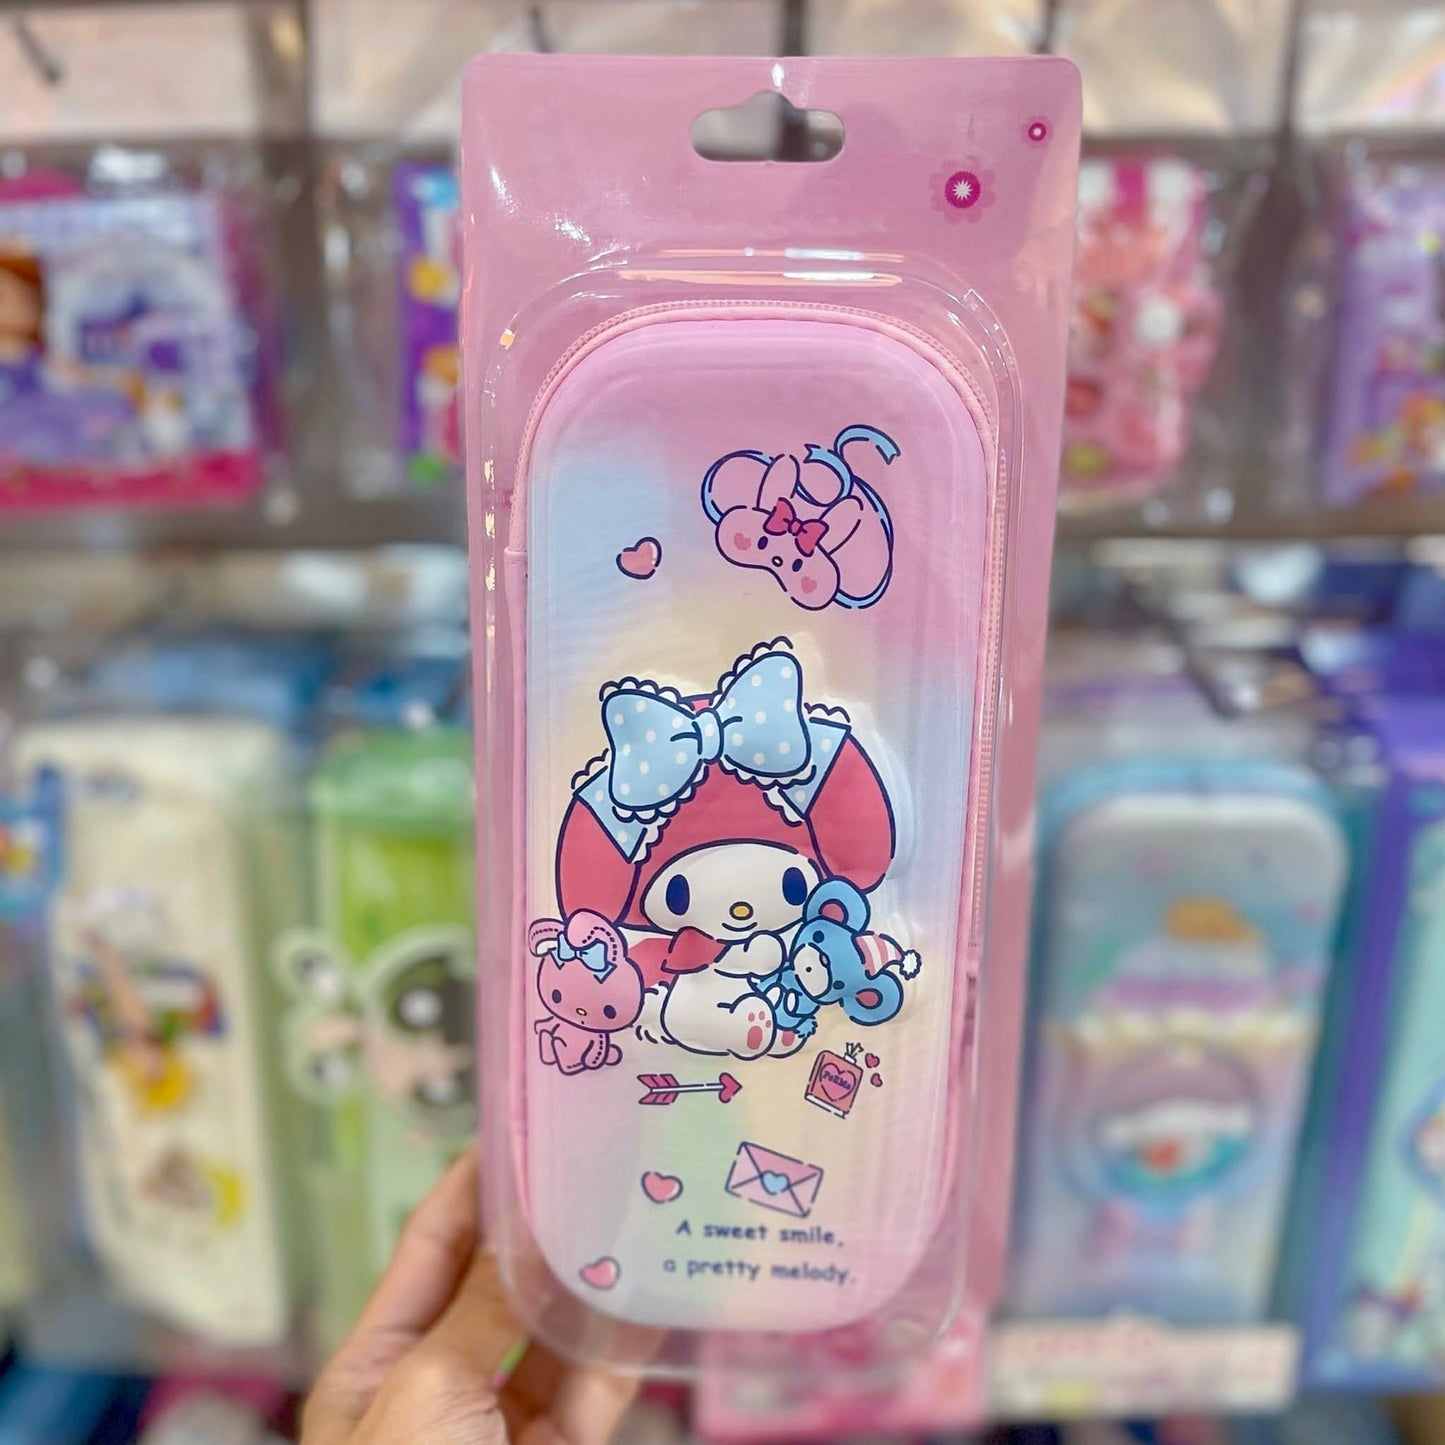 A sweet smile,
a pretty melody.